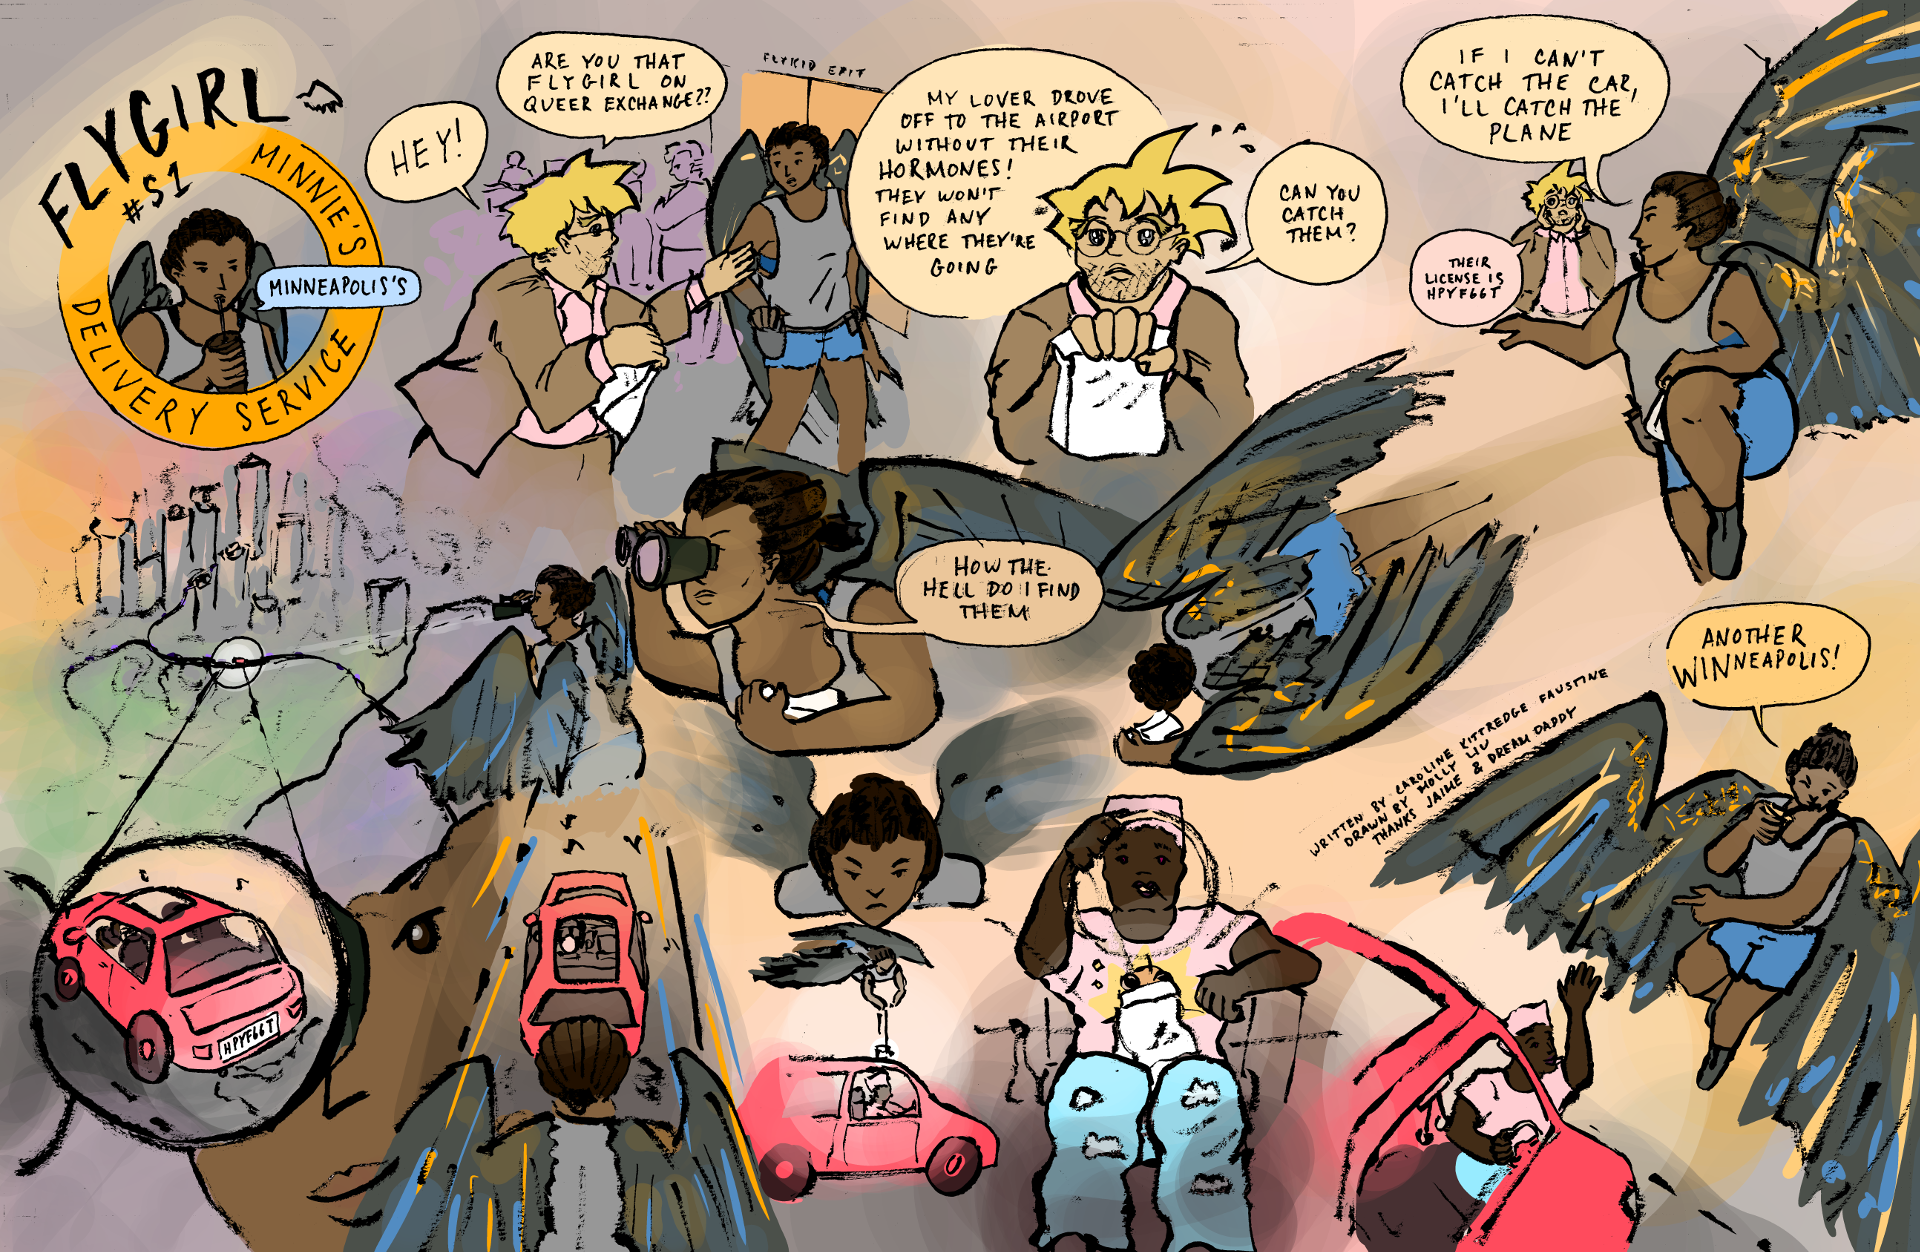 FLYGIRL
#S1
MINNIE'S
DELIVERY SERVICE
MINNEAPOLIS'S
HEY!
ARE YOU THAT
FLYGIRL ON
QUEER EXCHANGE??
FLYKID EDIT
MY LOVER DROVE
OFF TO THE AIRPORT
WITHOUT THEIR
HORMONES!
THEY WON'T
FIND ANY
WHERE THEY'RE
GOING
CAN YOU
CATCH
THEM?
IF I CAN'T
CATCH THE CAR,
I'LL CATCH THE
PLANE
THEIR
LICENSE IS
HPYF66T
HOW THE
HELL DO I FIND
THEM
HPYF66T
ANOTHER
WINNEAPOLIS!
WRITTEN BY CAROLINE KITTREDGE FAUSTINE
DRAWN BY MOLLY LIU
THANKS JAIME & DREAM DADDY